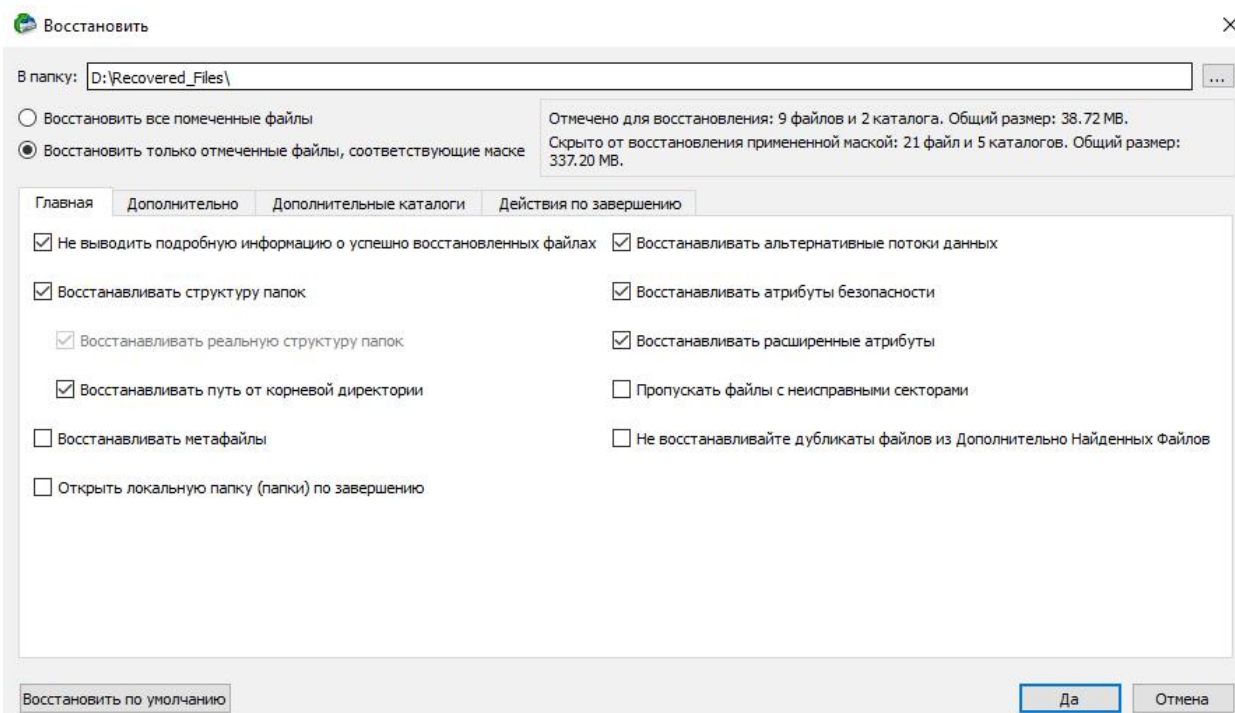 Восстановить
В папку: D:\Recovered_Files\ ...
Восстановить все помеченные файлы
Восстановить только отмеченные файлы, соответствующие маске
Отмечено для восстановления: 9 файлов и 2 каталога. Общий размер: 38.72 MB.
Скрыто от восстановления примененной маской: 21 файл и 5 каталогов. Общий размер:
337.20 MB.
Главная Дополнительно Дополнительные каталоги Действия по завершению
Не выводить подробную информацию о успешно восстановленных файлах
Восстанавливать альтернативные потоки данных
Восстанавливать структуру папок
Восстанавливать атрибуты безопасности
Восстанавливать реальную структуру папок
Восстанавливать расширенные атрибуты
Восстанавливать путь от корневой директории
Пропускать файлы с неисправными секторами
Восстанавливать метафайлы
Не восстанавливайте дубликаты файлов из Дополнительно Найденных Файлов
Открыть локальную папку (папки) по завершению
Восстановить по умолчанию
Да
Отмена